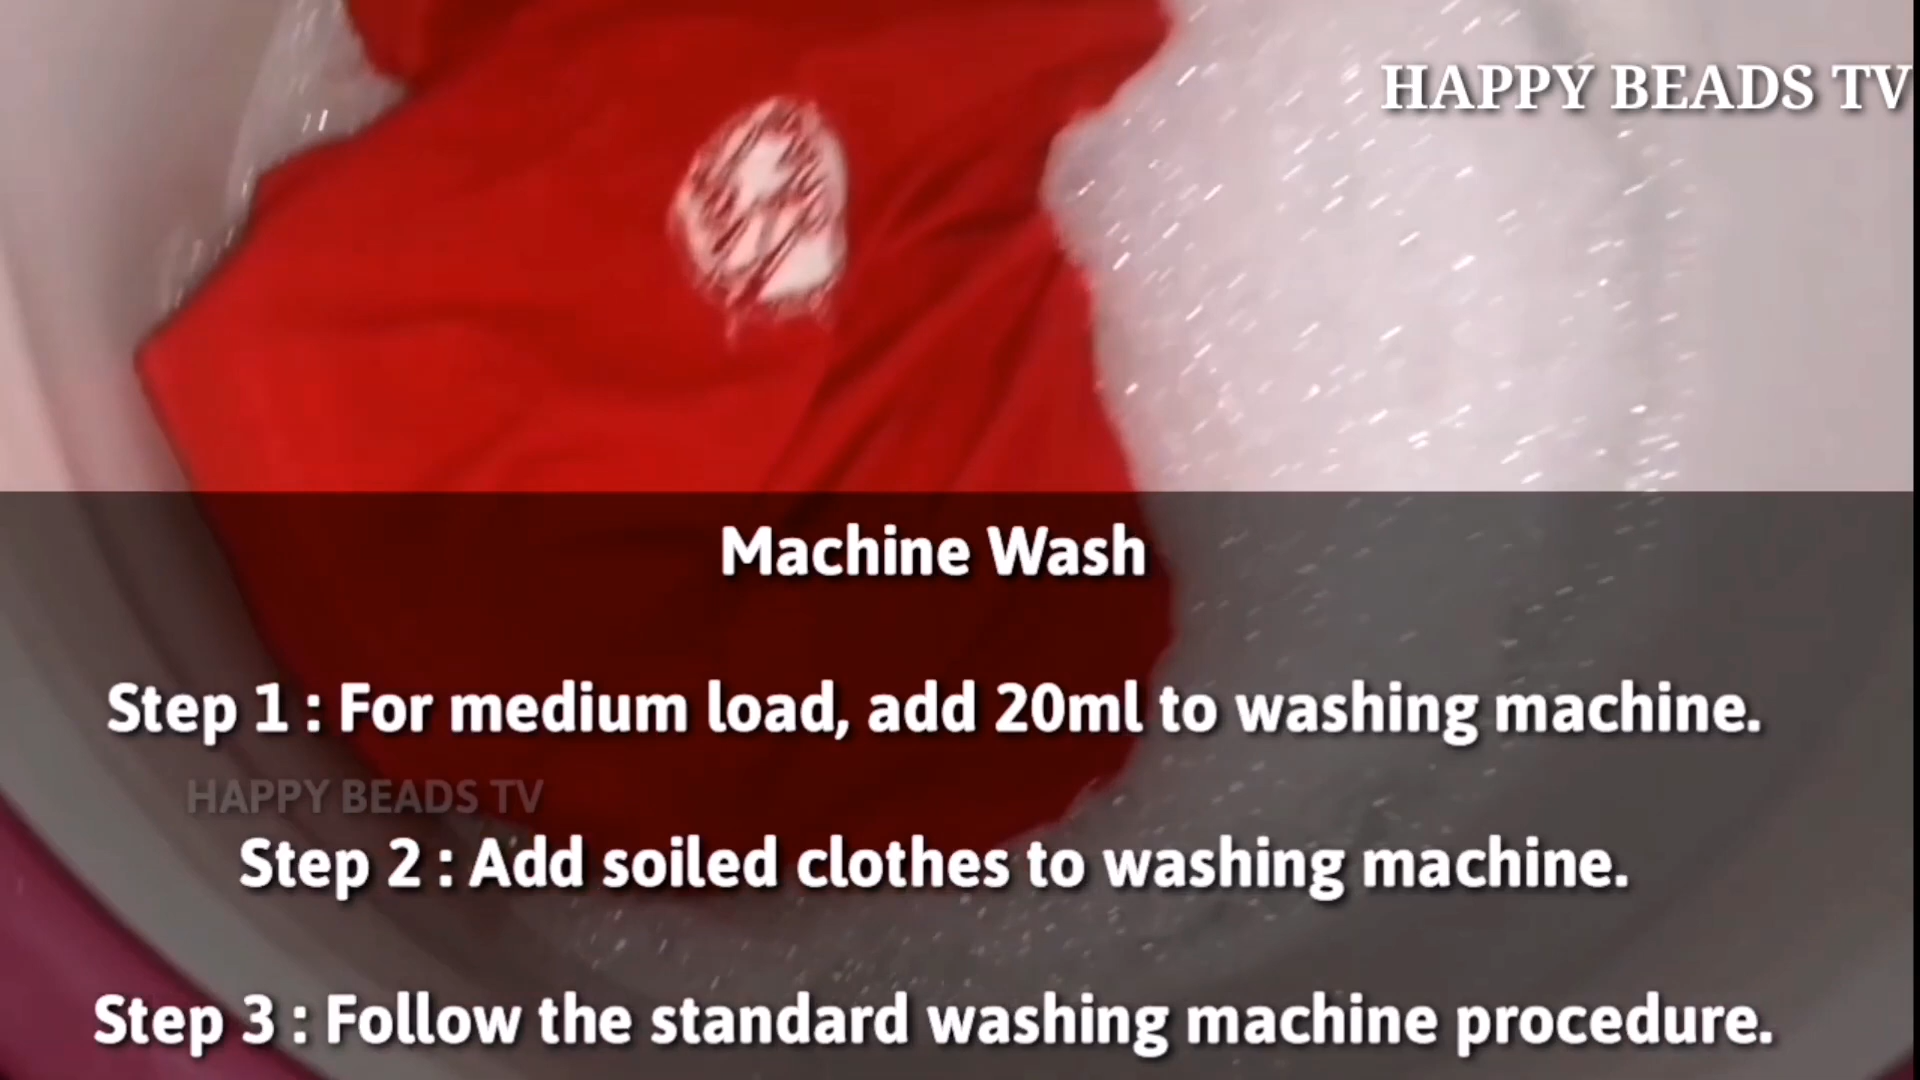 HAPPY BEADS TV
Machine Wash
Step 1 : For medium load, add 20ml to washing machine.
HAPPY BEADS TV
Step 2 : Add soiled clothes to washing machine.
Step 3 : Follow the standard washing machine procedure.